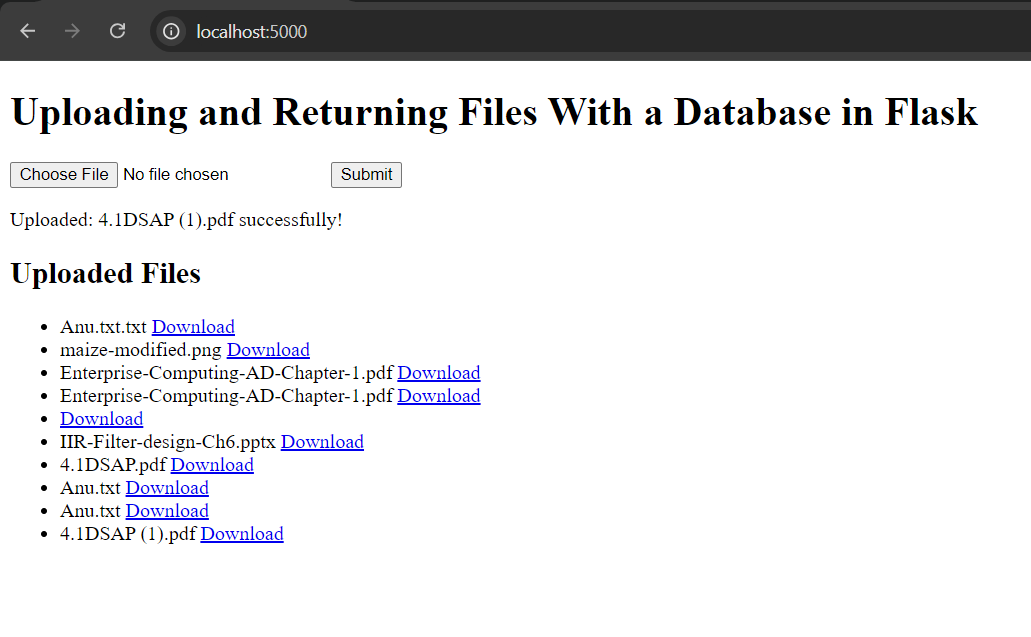 localhost:5000
Uploading and Returning Files With a Database in Flask
Choose File No file chosen Submit
Uploaded: 4.1DSAP (1).pdf successfully!
Uploaded Files
Anu.txt.txt Download
maize-modified.png Download
Enterprise-Computing-AD-Chapter-1.pdf Download
Enterprise-Computing-AD-Chapter-1.pdf Download
Download
IIR-Filter-design-Ch6.pptx Download
4.1DSAP.pdf Download
Anu.txt Download
Anu.txt Download
4.1DSAP (1).pdf Download